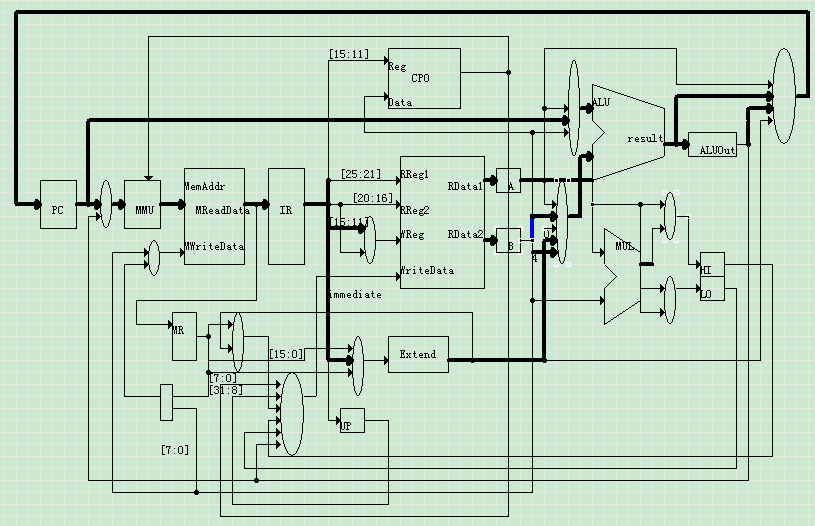 [15:11]
Reg
CPO
Data
ALU
result
ALUOut
[25:21]
RReg1
[20:16]
RReg2
[15:11]
WReg
WriteData
RData1
RData2
A
B
0
4
PC
MMU
MemAddr
MReadData
MWriteData
IR
MUL
HI
LO
immediate
MR
[15:0]
Extend
[7:0]
[31:8]
UP
[7:0]